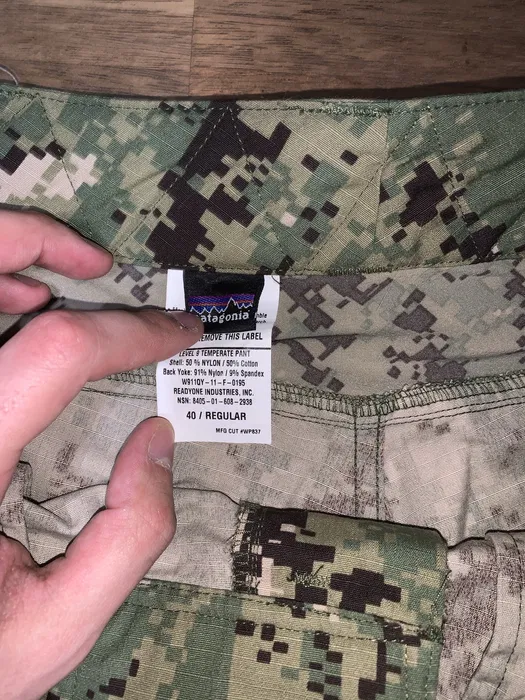 patagonia
REMOVE THIS LABEL
LEVEL 9 TEMPERATE PANT
Shell: 50 % NYLON / 50% Cotton
Back Yoke: 91% Nylon / 9% Spandex
W911QY-11-F-0195
READYONE INDUSTRIES, INC.
NSN: 8405-01-608-2938
40 / REGULAR
MFG CUT #WP837